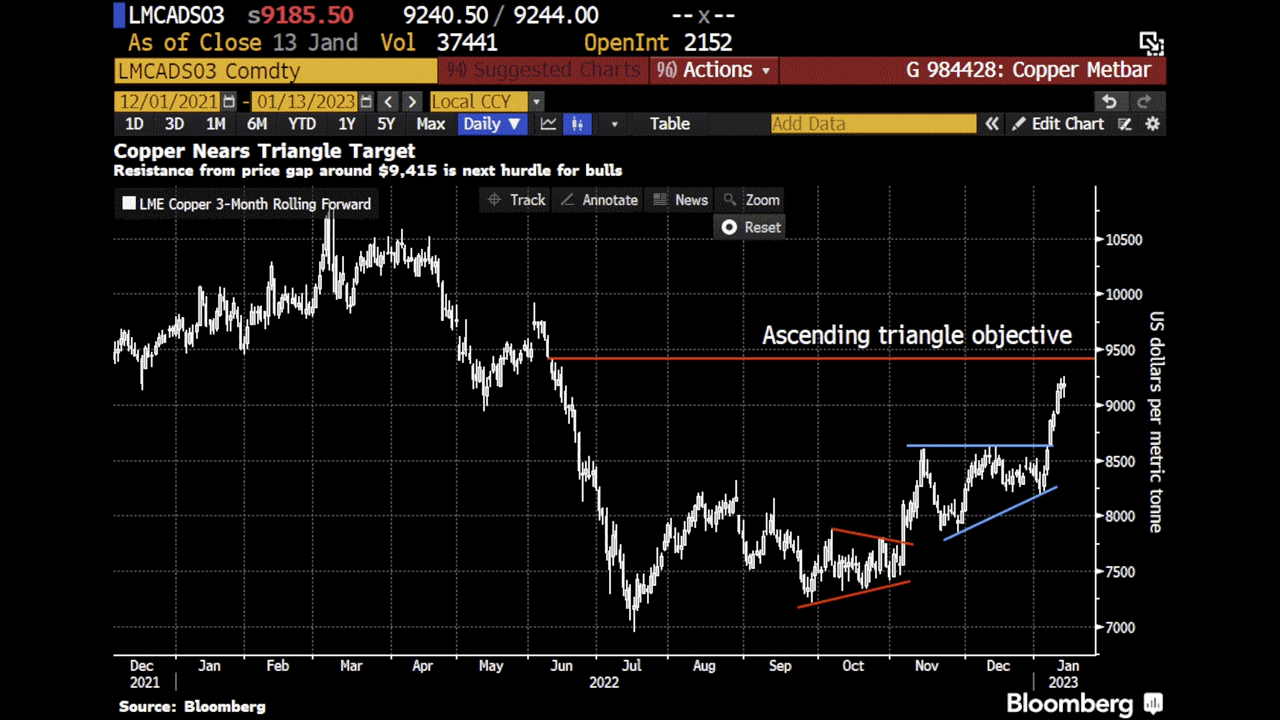 LMCADS03 s9185.50 9240.50 / 9244.00 --x--
As of Close 13 Jand Vol 37441 OpenInt 2152
LMCADS03 Comdty 94) Suggested Charts 96) Actions G 984428: Copper Metbar
12/01/2021 - 01/13/2023 Local CCY
1D 3D 1M 6M YTD 1Y 5Y Max Daily Table Add Data Edit Chart
Copper Nears Triangle Target
Resistance from price gap around $9,415 is next hurdle for bulls
LME Copper 3-Month Rolling Forward
Track Annotate News Zoom
Reset
Ascending triangle objective
10500
10000
9500
9000
8500
8000
7500
7000
US dollars per metric tonne
Dec Jan Feb Mar Apr May Jun Jul Aug Sep Oct Nov Dec Jan
2021 2022 2023
Source: Bloomberg
Bloomberg